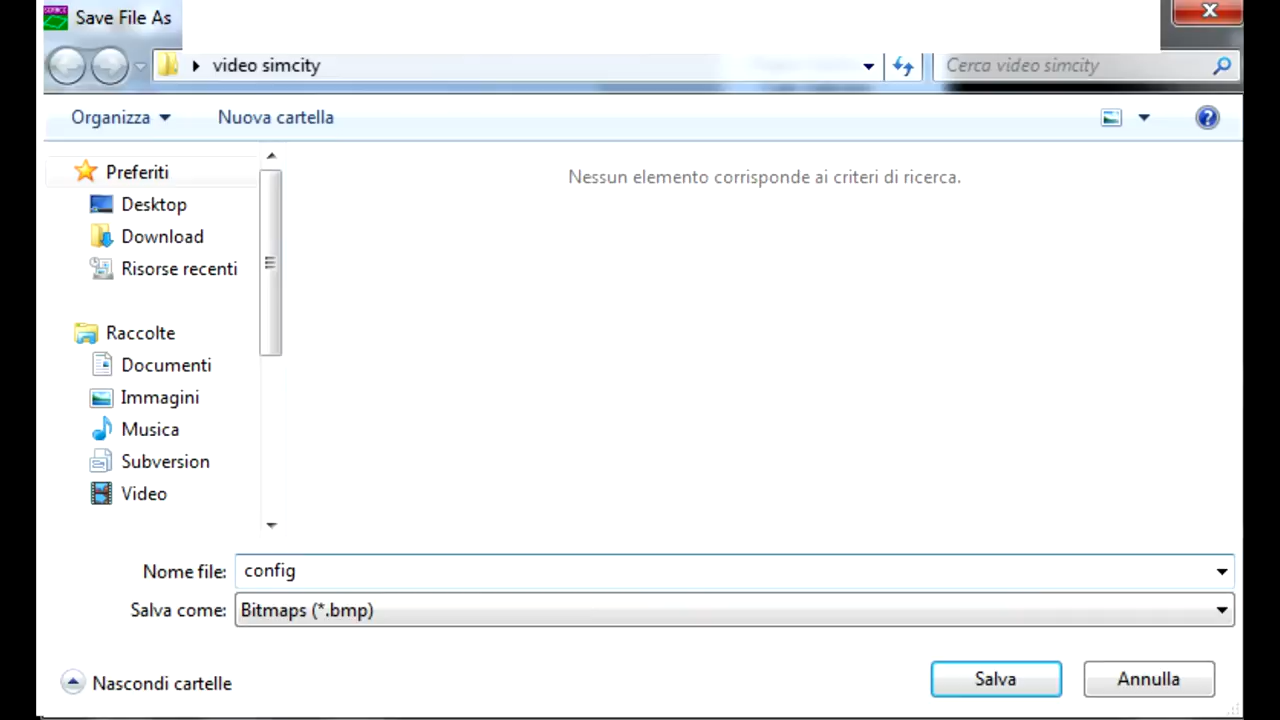 Save File As
video simcity
Cerca video simcity
Organizza
Nuova cartella
Preferiti
Desktop
Download
Risorse recenti
Raccolte
Documenti
Immagini
Musica
Subversion
Video
Nessun elemento corrisponde ai criteri di ricerca.
Nome file: config
Salva come: Bitmaps (*.bmp)
Nascondi cartelle
Salva
Annulla